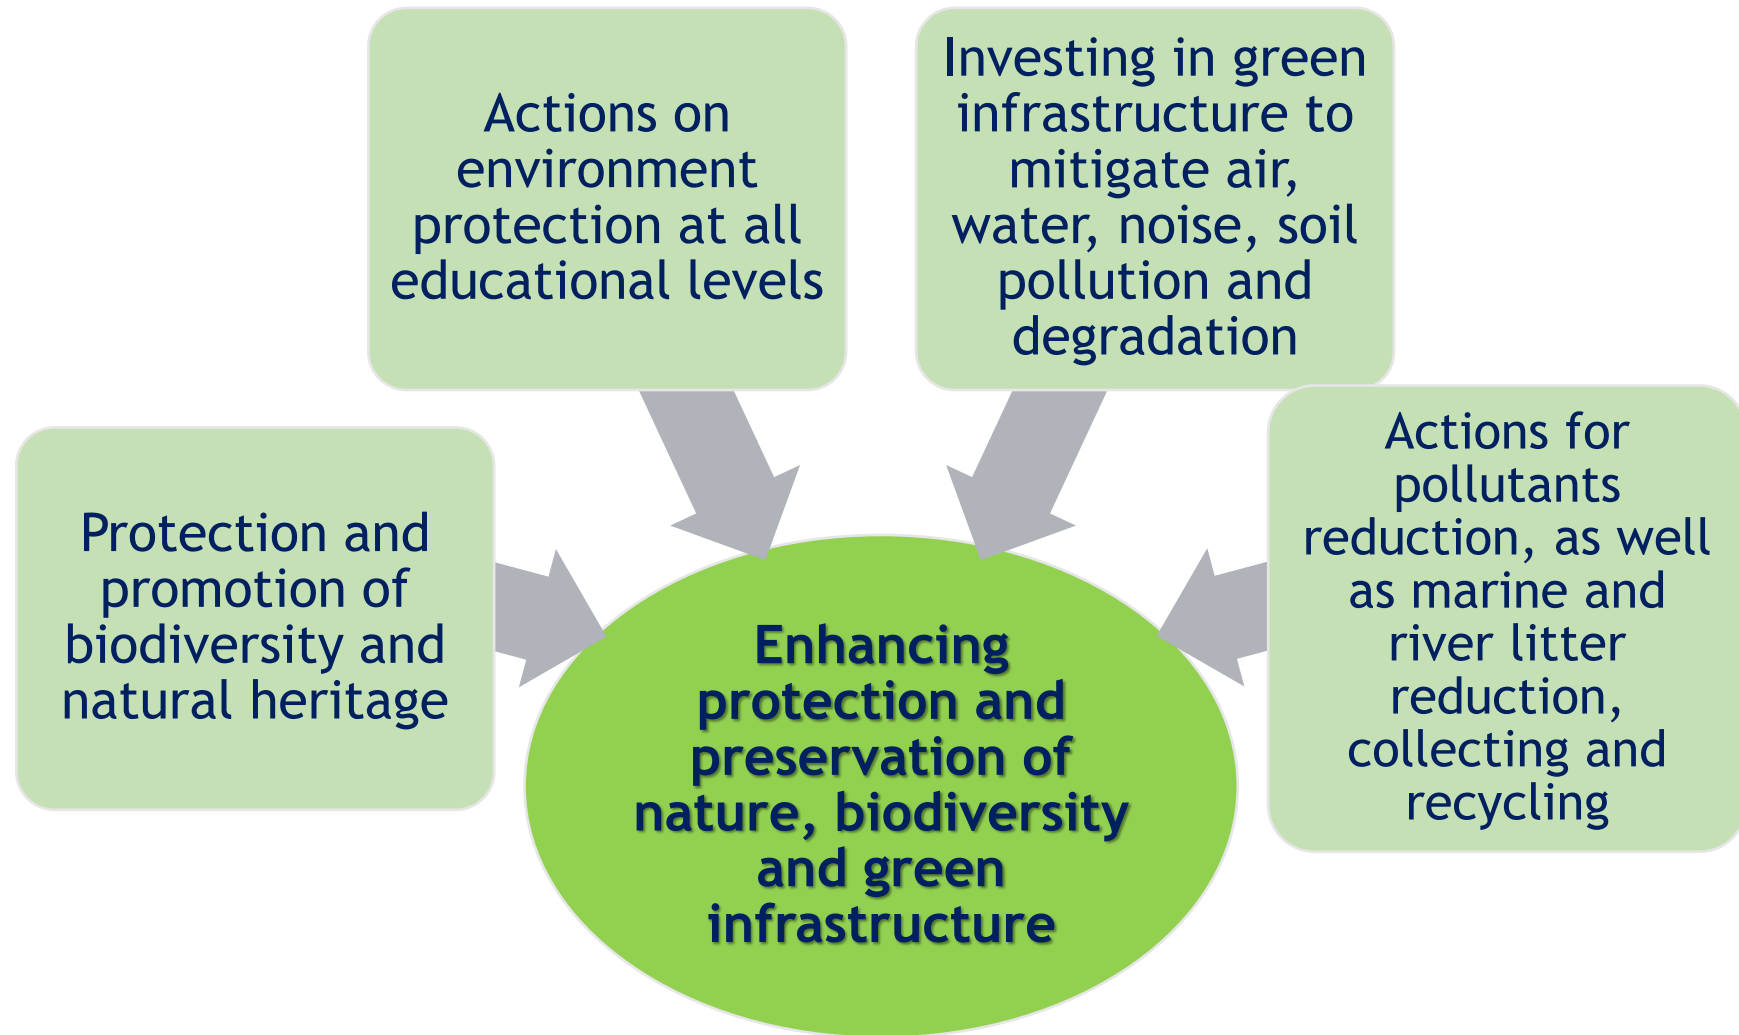 Actions on
environment
protection at all
educational levels
Investing in green
infrastructure to
mitigate air,
water, noise, soil
pollution and
degradation
Protection and
promotion of
biodiversity and
natural heritage
Actions for
pollutants
reduction, as well
as marine and
river litter
reduction,
collecting and
recycling
Enhancing
protection and
preservation of
nature, biodiversity
and green
infrastructure